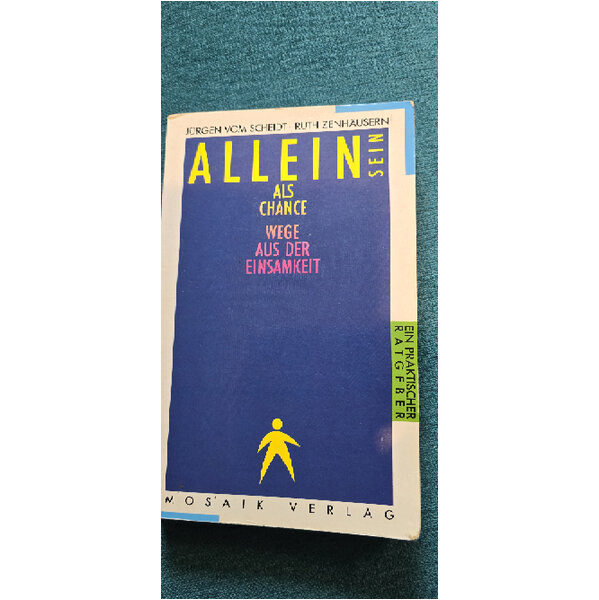 JÜRGEN VOM SCHEIDT · RUTH ZENHÄUSERN
ALLEIN
SEIN
ALS
CHANCE
WEGE
AUS DER
EINSAMKEIT
EIN PRAKTISCHER
RATGEBER
MOSAIK VERLAG